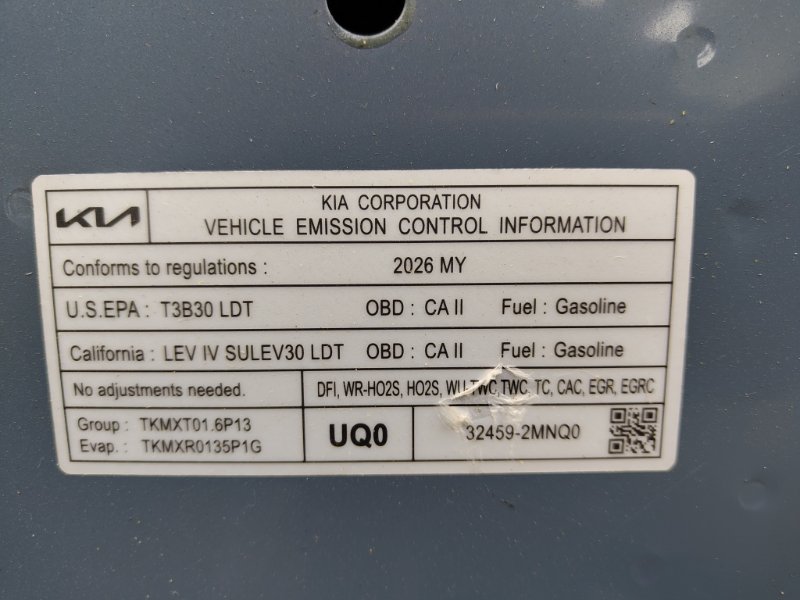 KIA
KIA CORPORATION
VEHICLE EMISSION CONTROL INFORMATION
Conforms to regulations : 2026 MY
U.S.EPA : T3B30 LDT OBD : CA II Fuel : Gasoline
California : LEV IV SULEV30 LDT OBD : CA II Fuel : Gasoline
No adjustments needed. DFI, WR-HO2S, HO2S, WU-TWC, TWC, TC, CAC, EGR, EGRC
Group : TKMXT01.6P13
Evap. : TKMXR0135P1G
UQ0
32459-2MNQ0